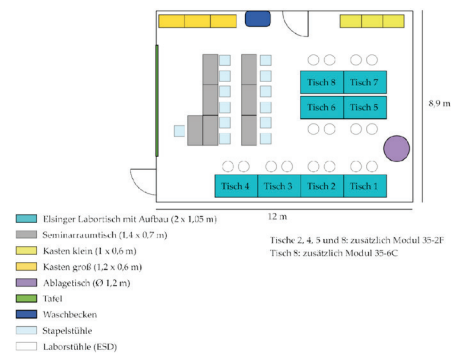 8,9 m
Tisch 8
Tisch 7
Tisch 6
Tisch 5
Tisch 4
Tisch 3
Tisch 2
Tisch 1
12 m
Elsinger Labortisch mit Aufbau (2 x 1,05 m)
Seminarraumtisch (1,4 x 0,7 m)
Kasten klein (1 x 0,6 m)
Kasten groß (1,2 x 0,6 m)
Ablagetisch (Ø 1,2 m)
Tafel
Waschbecken
Stapelstühle
Laborstühle (ESD)
Tische 2, 4, 5 und 8: zusätzlich Modul 35-2F
Tisch 8: zusätzlich Modul 35-6C